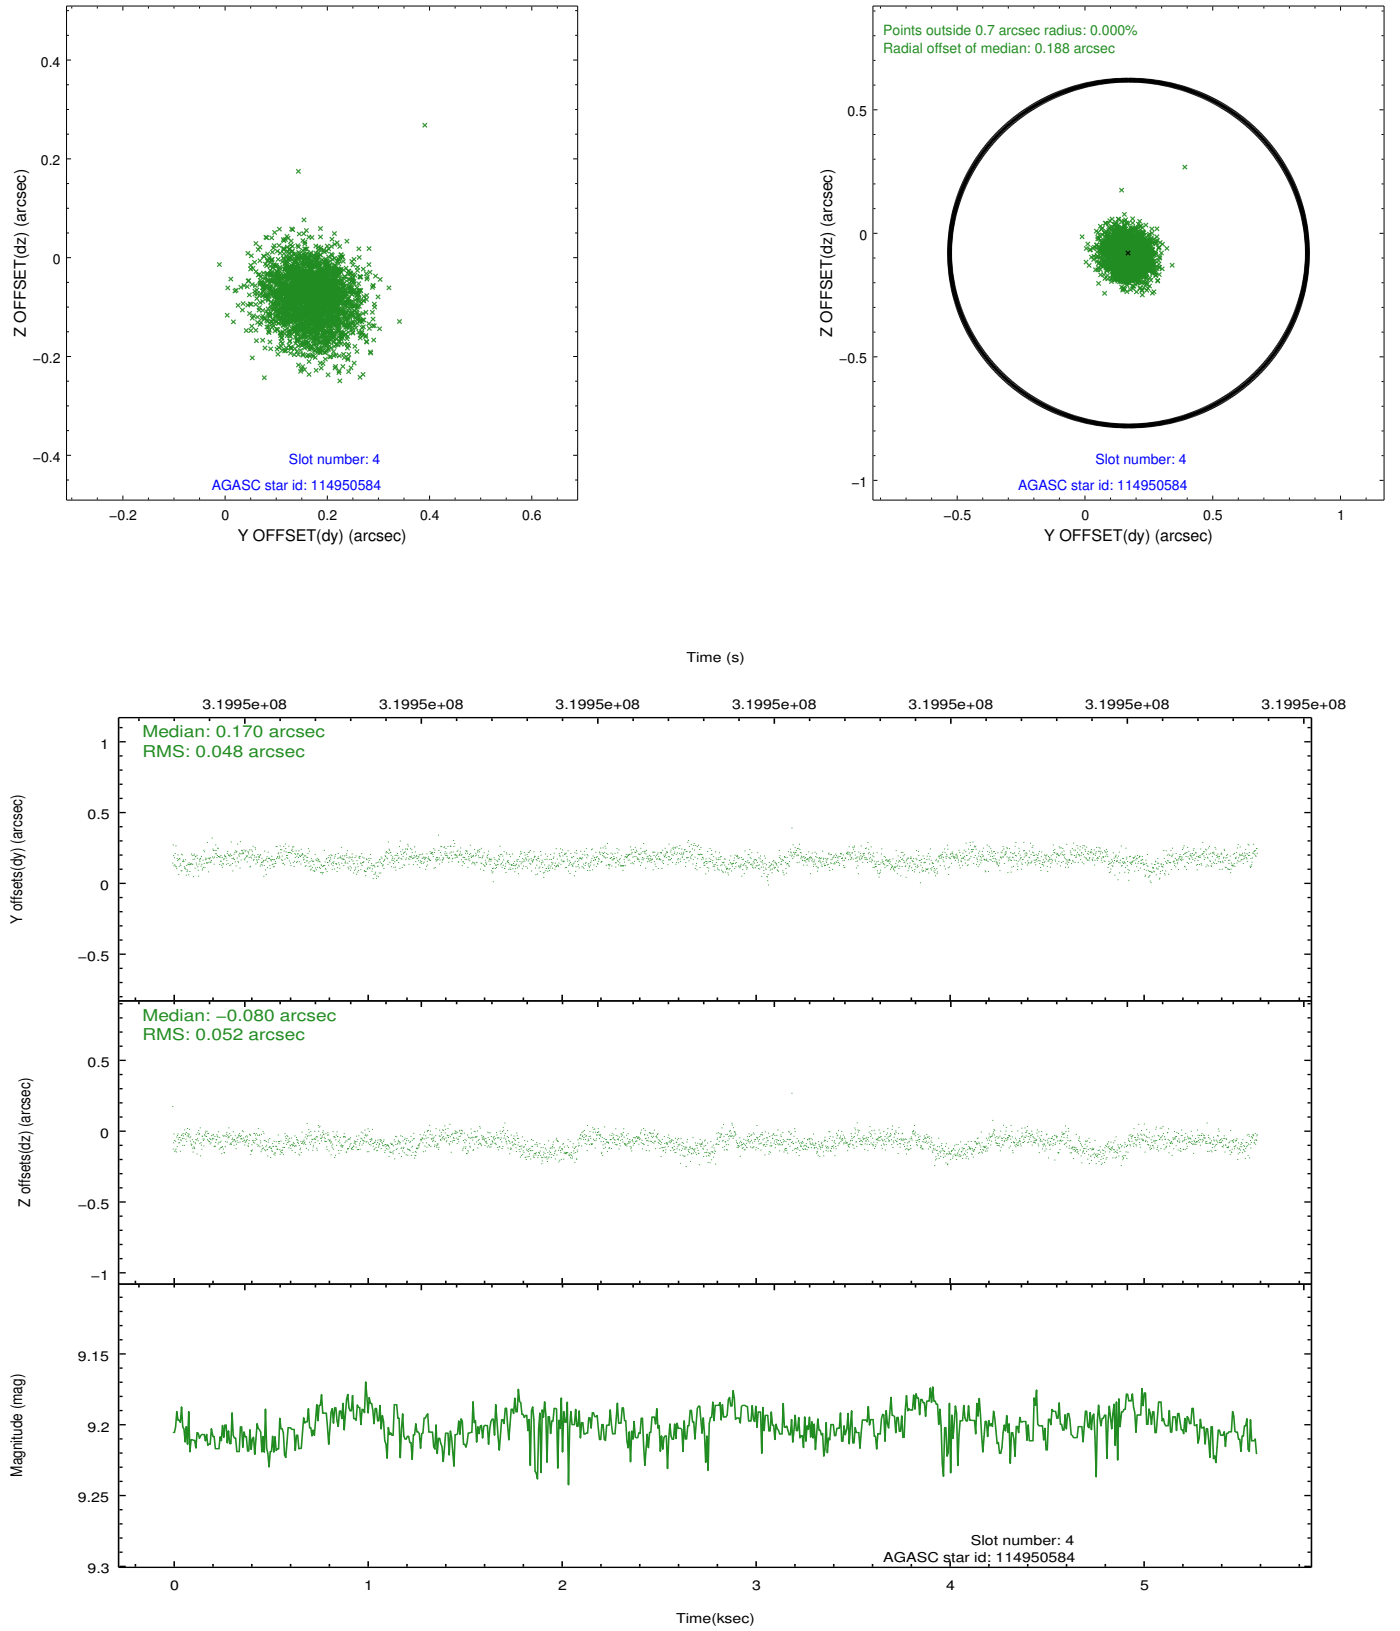 0.4
0.2
0
−0.2
−0.4
Z OFFSET(dz) (arcsec)
Slot number: 4
AGASC star id: 114950584
−0.2 0 0.2 0.4 0.6
Y OFFSET(dy) (arcsec)
Points outside 0.7 arcsec radius: 0.000%
Radial offset of median: 0.188 arcsec
0.5
0
−0.5
−1
Z OFFSET(dz) (arcsec)
Slot number: 4
AGASC star id: 114950584
−0.5 0 0.5 1
Y OFFSET(dy) (arcsec)
Time (s)
3.1995e+08 3.1995e+08 3.1995e+08 3.1995e+08 3.1995e+08 3.1995e+08 3.1995e+08
Median: 0.170 arcsec
RMS: 0.048 arcsec
1
0.5
0
−0.5
Y offsets(dy) (arcsec)
Median: −0.080 arcsec
RMS: 0.052 arcsec
0.5
0
−0.5
−1
Z offsets(dz) (arcsec)
9.15
9.2
9.25
9.3
Magnitude (mag)
Slot number: 4
AGASC star id: 114950584
0 1 2 3 4 5
Time(ksec)